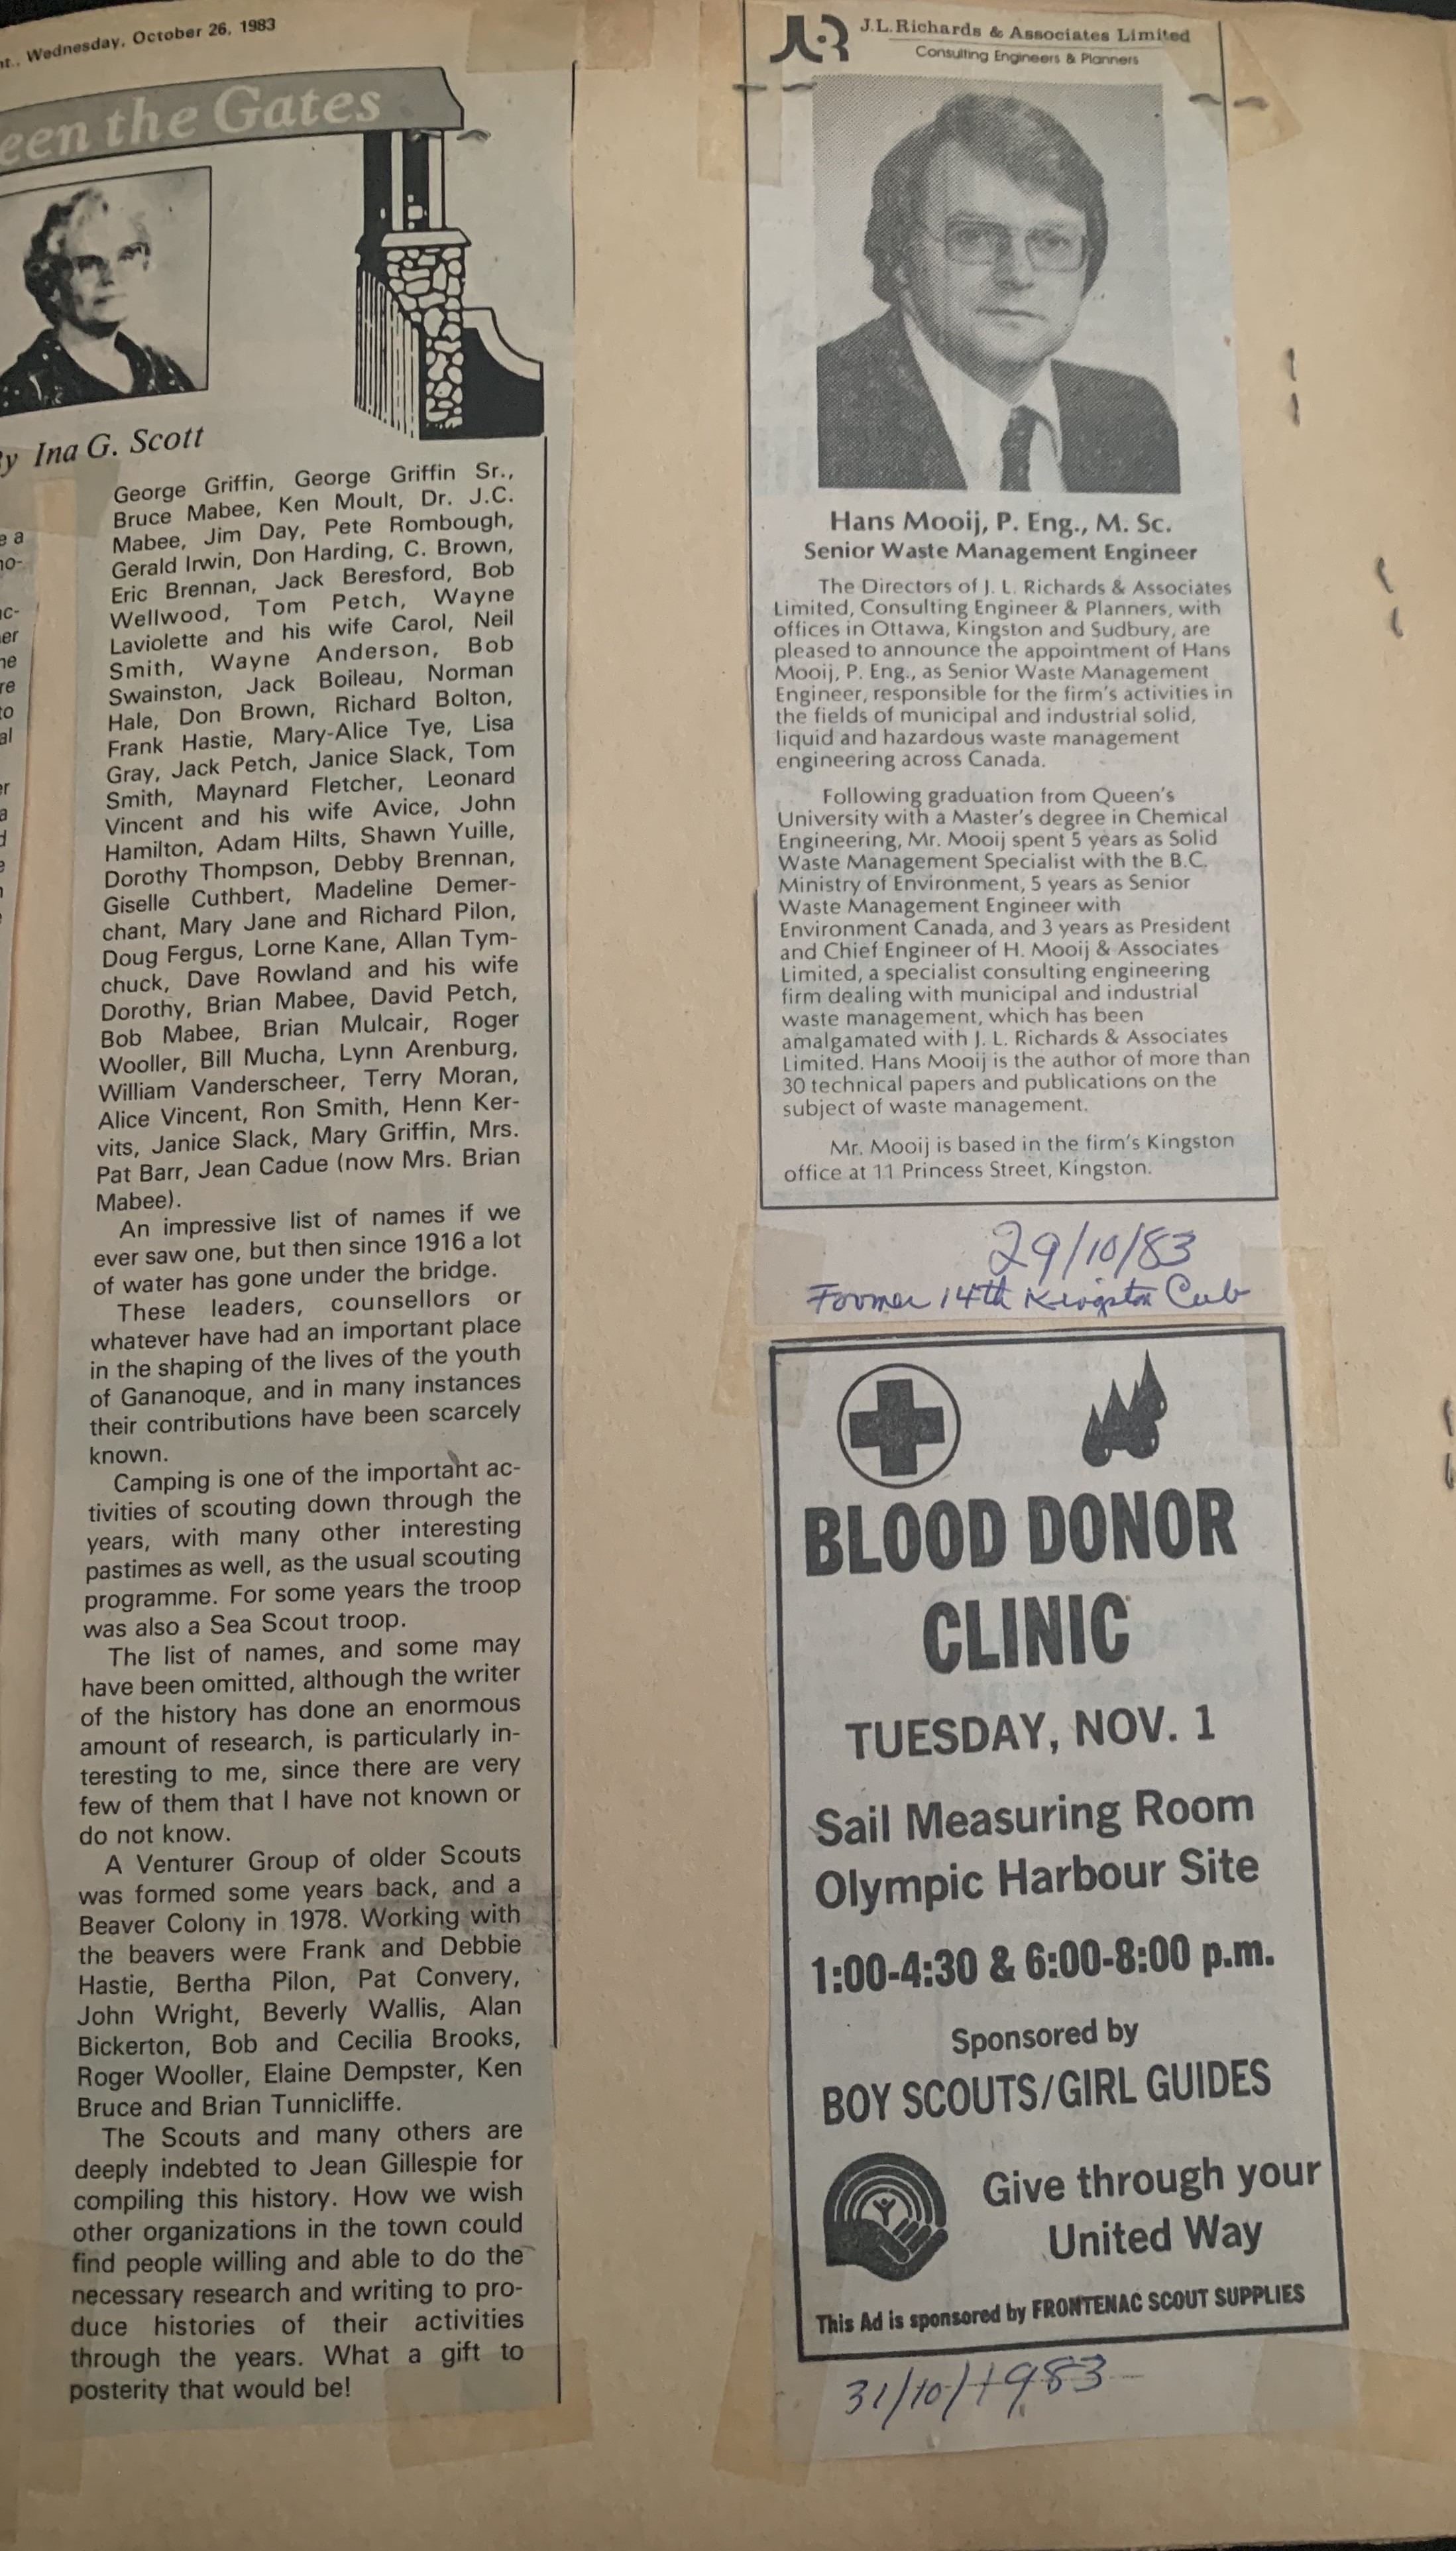 Wednesday, October 26, 1983
the Gates
Ina G. Scott
George Griffin, George Griffin Sr.,
Bruce Mabee, Ken Moult, Dr. J.C.
Mabee, Jim Day, Pete Rombough,
Gerald Irwin, Don Harding, C. Brown,
Eric Brennan, Jack Beresford, Bob
Wellwood, Tom Petch, Wayne
Laviolette and his wife Carol, Neil
Smith, Wayne Anderson, Bob
Swainston, Jack Boileau, Norman
Hale, Don Brown, Richard Bolton,
Frank Hastie, Mary-Alice Tye, Lisa
Gray, Jack Petch, Janice Slack, Tom
Smith, Maynard Fletcher, Leonard
Vincent and his wife Avice, John
Hamilton, Adam Hilts, Shawn Yuille,
Dorothy Thompson, Debby Brennan,
Giselle Cuthbert, Madeline Demer-
chant, Mary Jane and Richard Pilon,
Doug Fergus, Lorne Kane, Allan Tym-
chuck, Dave Rowland and his wife
Dorothy, Brian Mabee, David Petch,
Bob Mabee, Brian Mulcair, Roger
Wooller, Bill Mucha, Lynn Arenburg,
William Vanderscheer, Terry Moran,
Alice Vincent, Ron Smith, Henn Ker-
vits, Janice Slack, Mary Griffin, Mrs.
Pat Barr, Jean Cadue (now Mrs. Brian
Mabee).
An impressive list of names if we
ever saw one, but then since 1916 a lot
of water has gone under the bridge.
These leaders, counsellors or
whatever have had an important place
in the shaping of the lives of the youth
of Gananoque, and in many instances
their contributions have been scarcely
known.
Camping is one of the important ac-
tivities of scouting down through the
years, with many other interesting
pastimes as well, as the usual scouting
programme. For some years the troop
was also a Sea Scout troop.
The list of names, and some may
have been omitted, although the writer
of the history has done an enormous
amount of research, is particularly in-
teresting to me, since there are very
few of them that I have not known or
do not know.
A Venturer Group of older Scouts
was formed some years back, and a
Beaver Colony in 1978. Working with
the beavers were Frank and Debbie
Hastie, Bertha Pilon, Pat Convery,
John Wright, Beverly Wallis, Alan
Bickerton, Bob and Cecilia Brooks,
Roger Wooller, Elaine Dempster, Ken
Bruce and Brian Tunnicliffe.
The Scouts and many others are
deeply indebted to Jean Gillespie for
compiling this history. How we wish
other organizations in the town could
find people willing and able to do the
necessary research and writing to pro-
duce histories of their activities
through the years. What a gift to
posterity that would be!
J.L.Richards & Associates Limited
Consulting Engineers & Planners
Hans Mooij, P. Eng., M. Sc.
Senior Waste Management Engineer
The Directors of J. L. Richards & Associates
Limited, Consulting Engineer & Planners, with
offices in Ottawa, Kingston and Sudbury, are
pleased to announce the appointment of Hans
Mooij, P. Eng., as Senior Waste Management
Engineer, responsible for the firm's activities in
the fields of municipal and industrial solid,
liquid and hazardous waste management
engineering across Canada.
Following graduation from Queen's
University with a Master's degree in Chemical
Engineering, Mr. Mooij spent 5 years as Solid
Waste Management Specialist with the B.C.
Ministry of Environment, 5 years as Senior
Waste Management Engineer with
Environment Canada, and 3 years as President
and Chief Engineer of H. Mooij & Associates
Limited, a specialist consulting engineering
firm dealing with municipal and industrial
waste management, which has been
amalgamated with J. L. Richards & Associates
Limited. Hans Mooij is the author of more than
30 technical papers and publications on the
subject of waste management.
Mr. Mooij is based in the firm's Kingston
office at 11 Princess Street, Kingston.
29/10/83
Former 14th Kingston Cub
BLOOD DONOR
CLINIC
TUESDAY, NOV. 1
Sail Measuring Room
Olympic Harbour Site
1:00-4:30 & 6:00-8:00 p.m.
Sponsored by
BOY SCOUTS/GIRL GUIDES
Give through your
United Way
This Ad is sponsored by FRONTENAC SCOUT SUPPLIES
31/10/1983